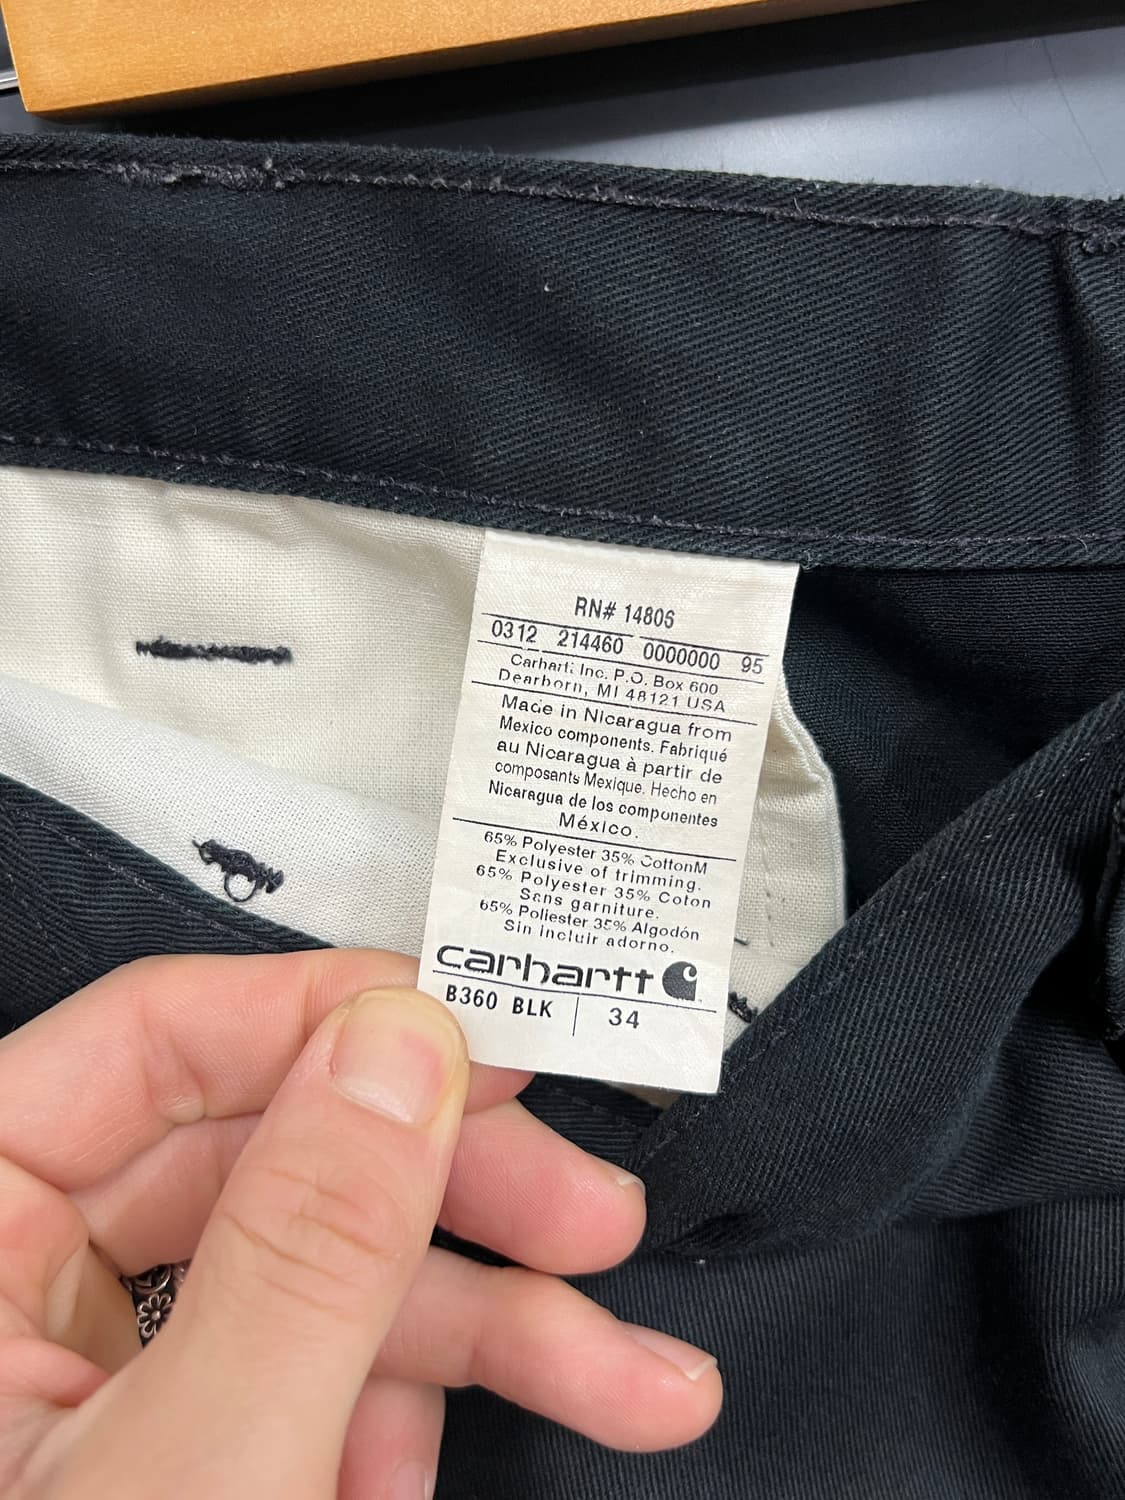 RN# 14806
0312 214460 0000000 95
Carhartt Inc. P.O. Box 600
Dearborn, MI 48121 USA
Made in Nicaragua from
Mexico components. Fabriqué
au Nicaragua à partir de
composants Mexique. Hecho en
Nicaragua de los componentes
México.
65% Polyester 35% CottonM
Exclusive of trimming.
65% Polyester 35% Coton
Sans garniture.
65% Poliester 35% Algodón
Sin incluir adorno.
carhartt
B360 BLK 34